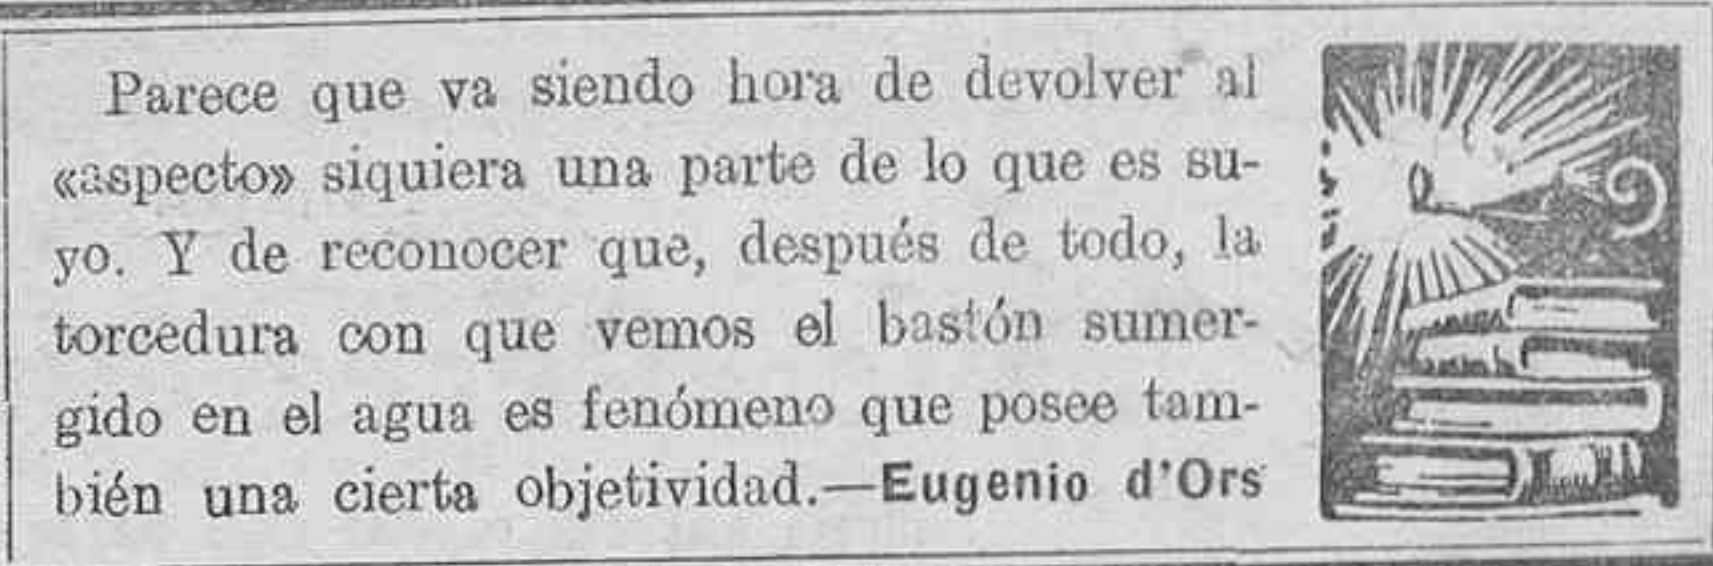 Parece que va siendo hora de devolver al
«aspecto» siquiera una parte de lo que es su-
yo. Y de reconocer que, después de todo, la
torcedura con que vemos el bastón sumer-
gido en el agua es fenómeno que posee tam-
bién una cierta objetividad.—Eugenio d'Ors